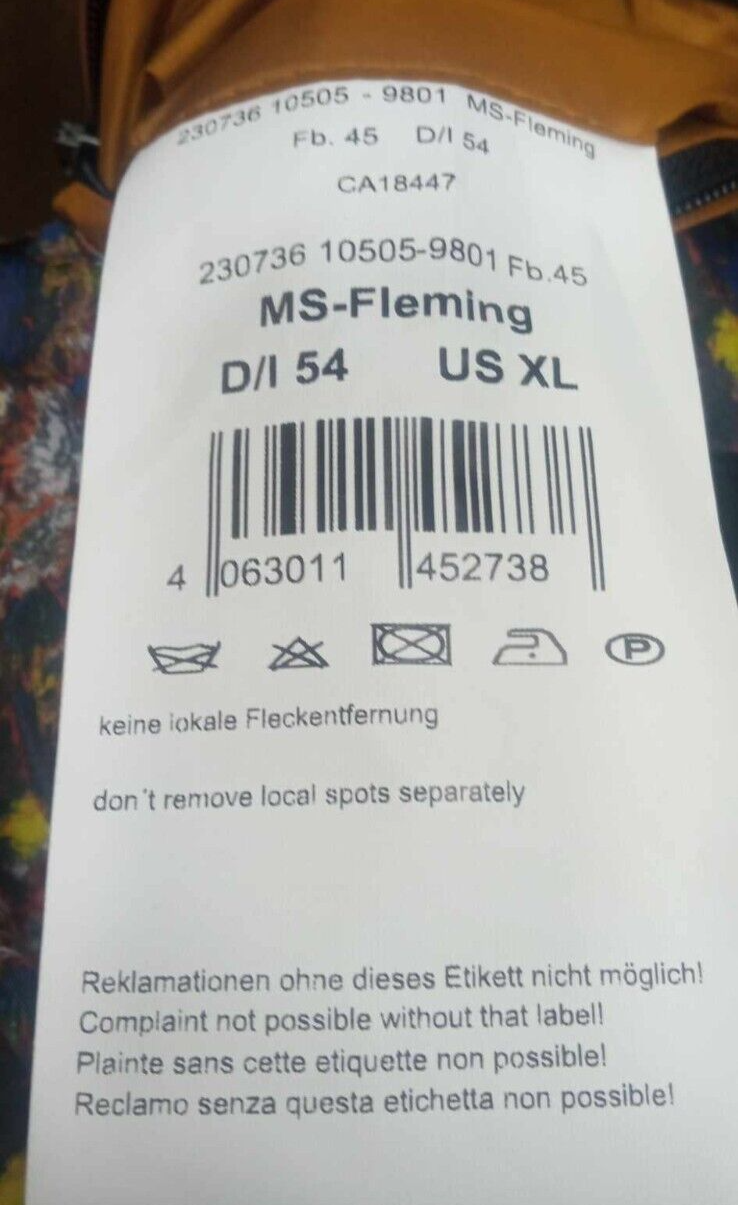 230736 10505 - 9801 MS-Fleming
Fb. 45 D/I 54
CA18447
230736 10505-9801 Fb.45
MS-Fleming
D/I 54 US XL
4 063011 452738
P
keine lokale Fleckentfernung
don't remove local spots separately
Reklamationen ohne dieses Etikett nicht möglich!
Complaint not possible without that label!
Plainte sans cette etiquette non possible!
Reclamo senza questa etichetta non possible!